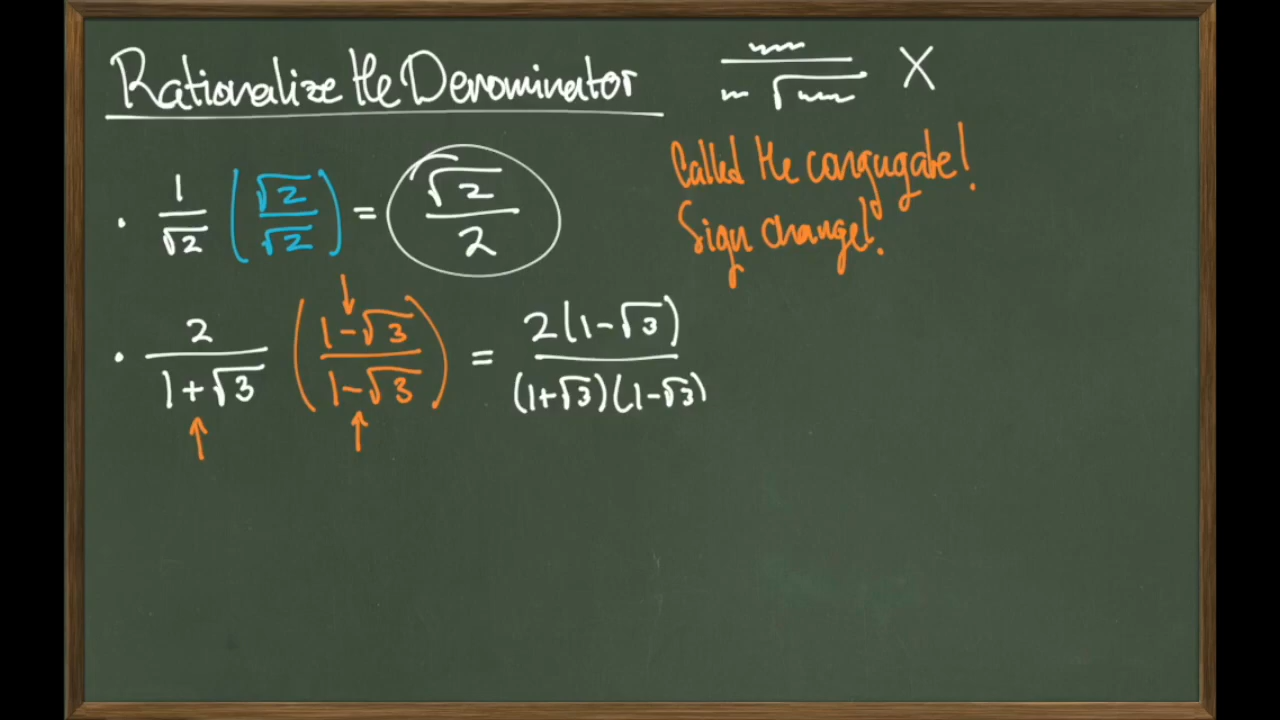 Rationalize the Denominator
X
Called the conjugate!
Sign change!
• 1/√2 (√2/√2) = √2/2
• 2/(1+√3) ((1-√3)/(1-√3)) = 2(1-√3)/((1+√3)(1-√3))